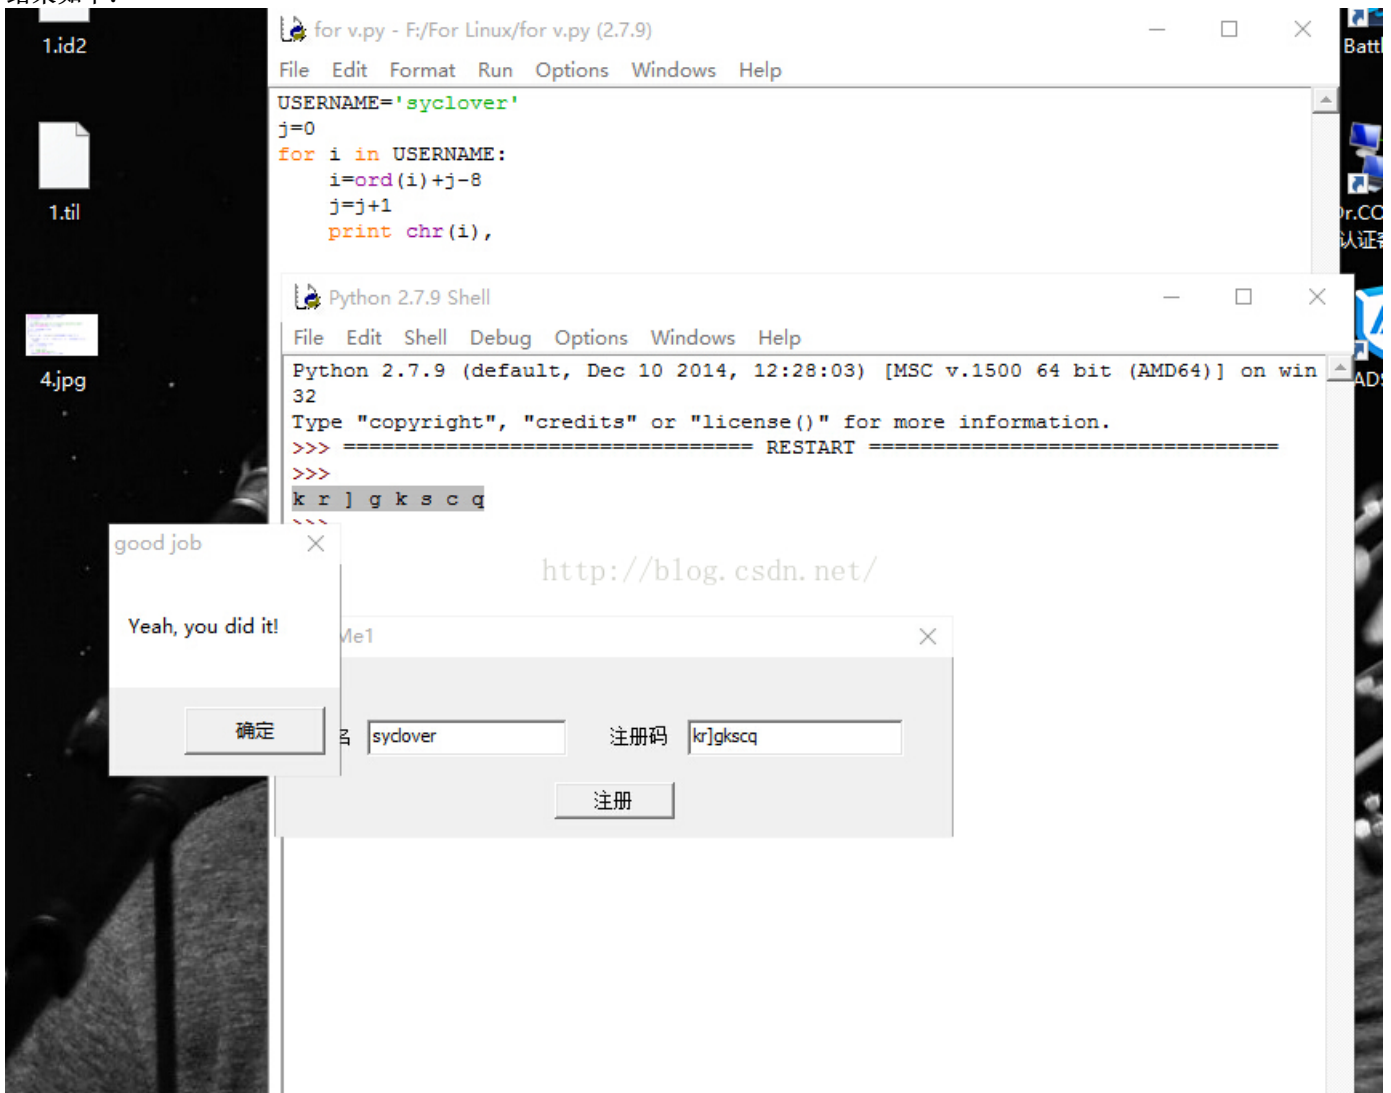 1.id2
1.til
4.jpg
for v.py - F:/For Linux/for v.py (2.7.9)
File Edit Format Run Options Windows Help
USERNAME='syclover'
j=0
for i in USERNAME:
    i=ord(i)+j-8
    j=j+1
    print chr(i),
Python 2.7.9 Shell
File Edit Shell Debug Options Windows Help
Python 2.7.9 (default, Dec 10 2014, 12:28:03) [MSC v.1500 64 bit (AMD64)] on win
32
Type "copyright", "credits" or "license()" for more information.
>>> ================================ RESTART ================================
>>>
k r ] g k s c q
>>>
http://blog.csdn.net/
good job
Yeah, you did it!
确定
Me1
名 syclover 注册码 kr]gkscq
注册
Batt
Dr.CO
认证
AD